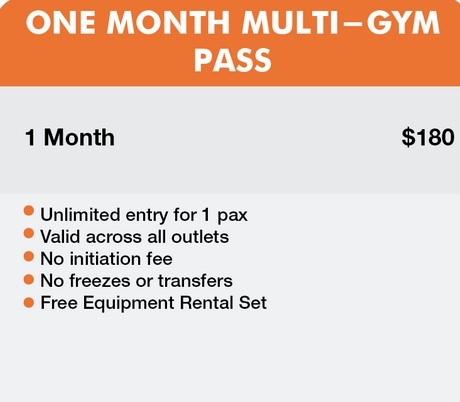 ONE MONTH MULTI–GYM
PASS
1 Month $180
Unlimited entry for 1 pax
Valid across all outlets
No initiation fee
No freezes or transfers
Free Equipment Rental Set